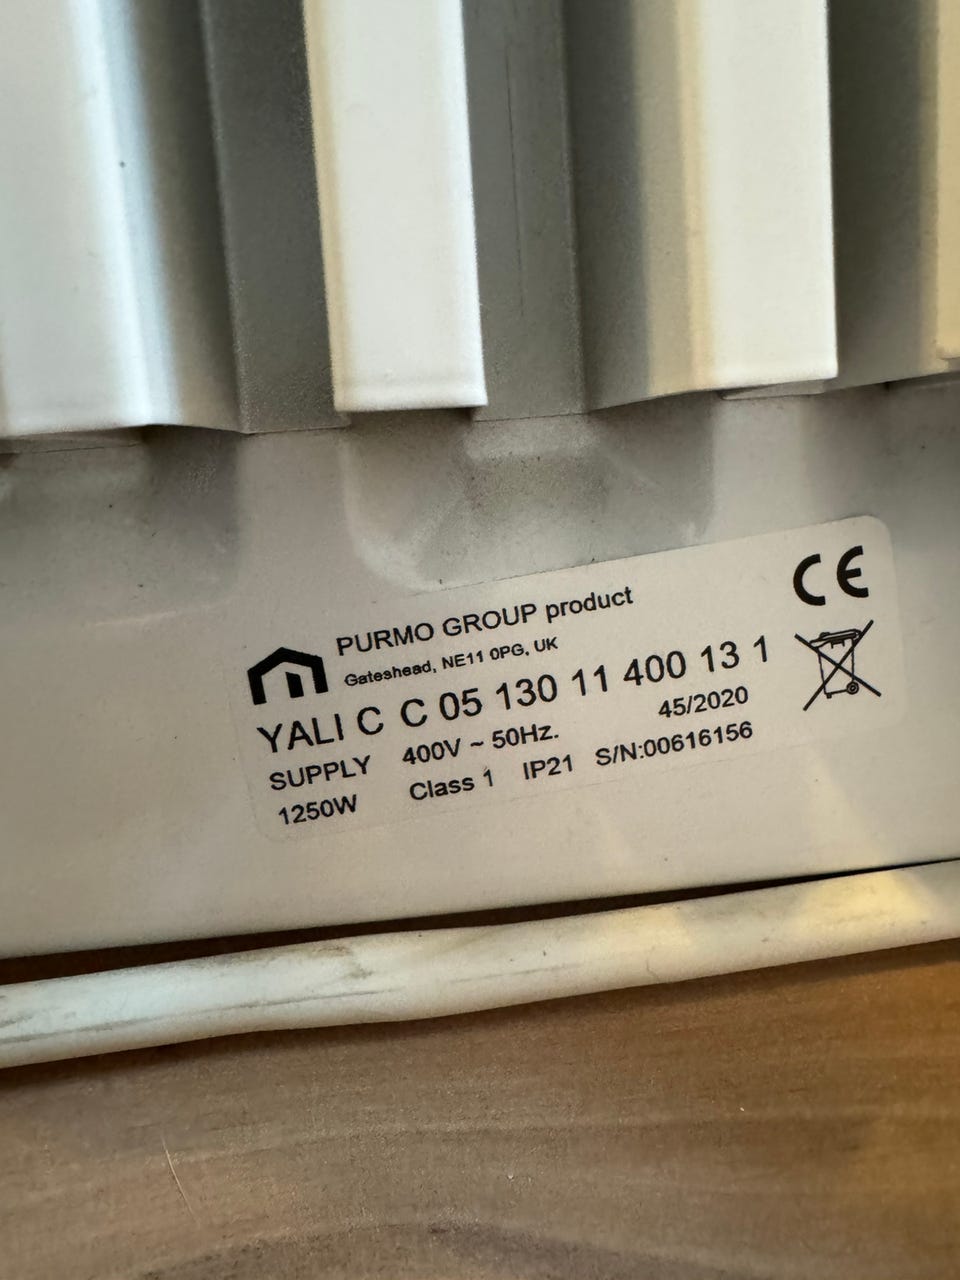 PURMO GROUP product
Gateshead, NE11 0PG, UK
YALI C C 05 130 11 400 13 1
SUPPLY 400V ~ 50Hz. 45/2020
1250W Class 1 IP21 S/N:00616156
CE